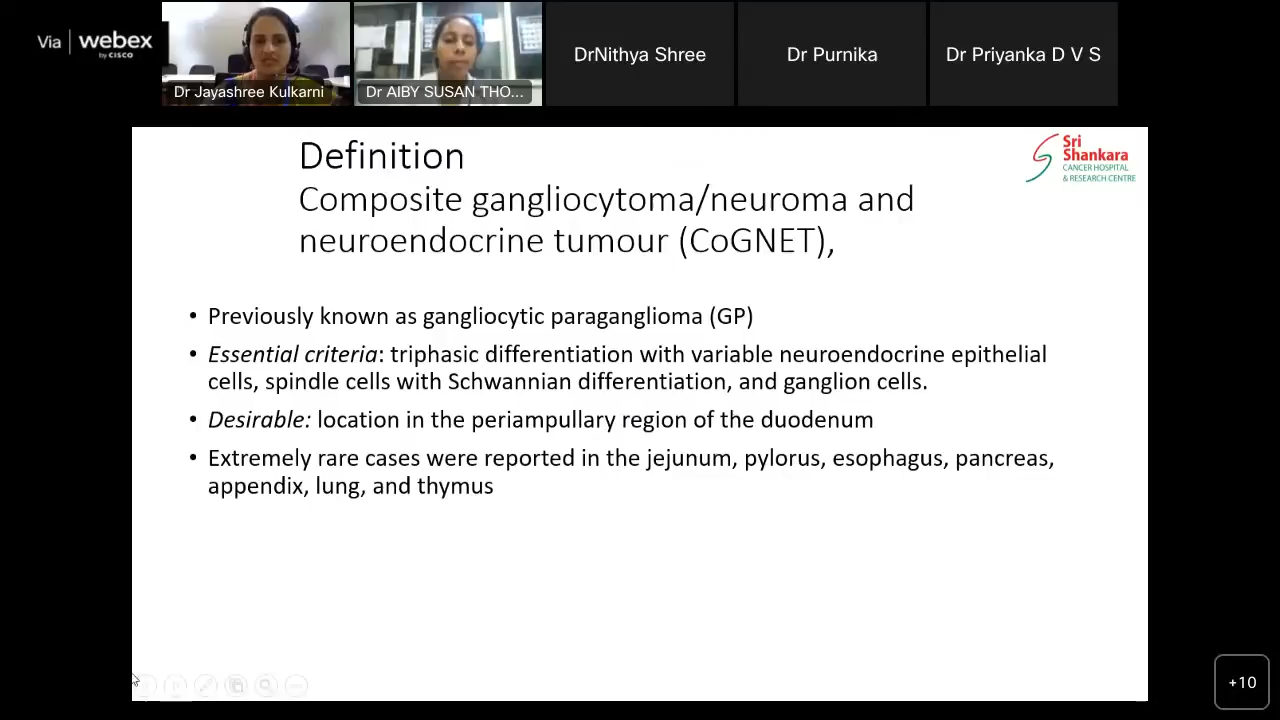 Via webex
by CISCO
Dr Jayashree Kulkarni
Dr AIBY SUSAN THO...
DrNithya Shree
Dr Purnika
Dr Priyanka D V S
Sri
Shankara
CANCER HOSPITAL
& RESEARCH CENTRE
Definition
Composite gangliocytoma/neuroma and
neuroendocrine tumour (CoGNET),
• Previously known as gangliocytic paraganglioma (GP)
• Essential criteria: triphasic differentiation with variable neuroendocrine epithelial
cells, spindle cells with Schwannian differentiation, and ganglion cells.
• Desirable: location in the periampullary region of the duodenum
• Extremely rare cases were reported in the jejunum, pylorus, esophagus, pancreas,
appendix, lung, and thymus
+10